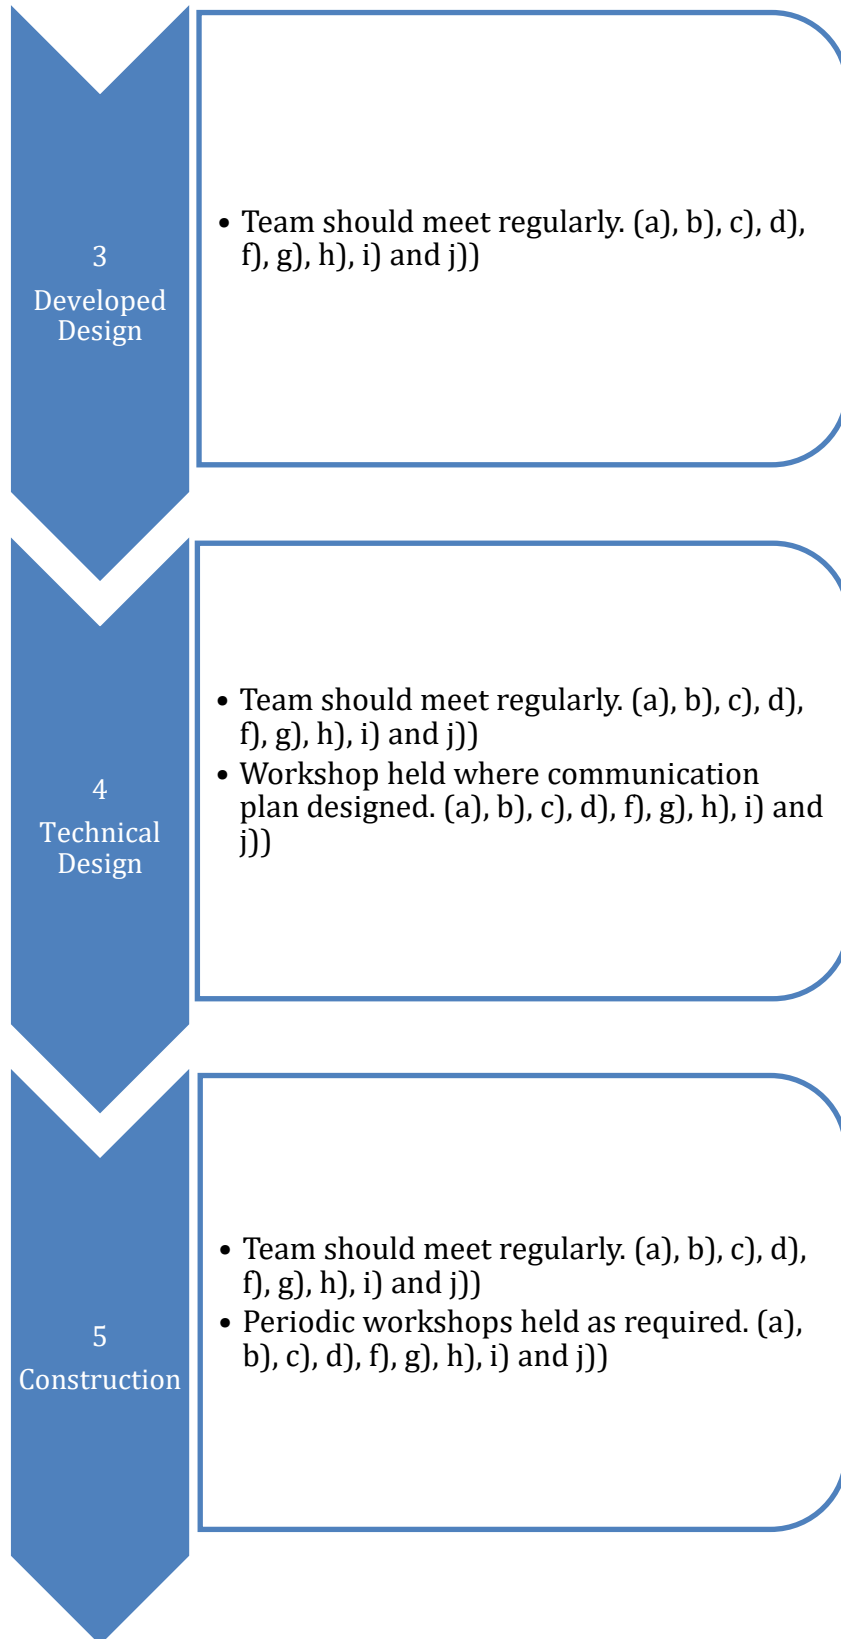 3
Developed
Design
• Team should meet regularly. (a), b), c), d),
f), g), h), i) and j))
4
Technical
Design
• Team should meet regularly. (a), b), c), d),
f), g), h), i) and j))
• Workshop held where communication
plan designed. (a), b), c), d), f), g), h), i) and
j))
5
Construction
• Team should meet regularly. (a), b), c), d),
f), g), h), i) and j))
• Periodic workshops held as required. (a),
b), c), d), f), g), h), i) and j))